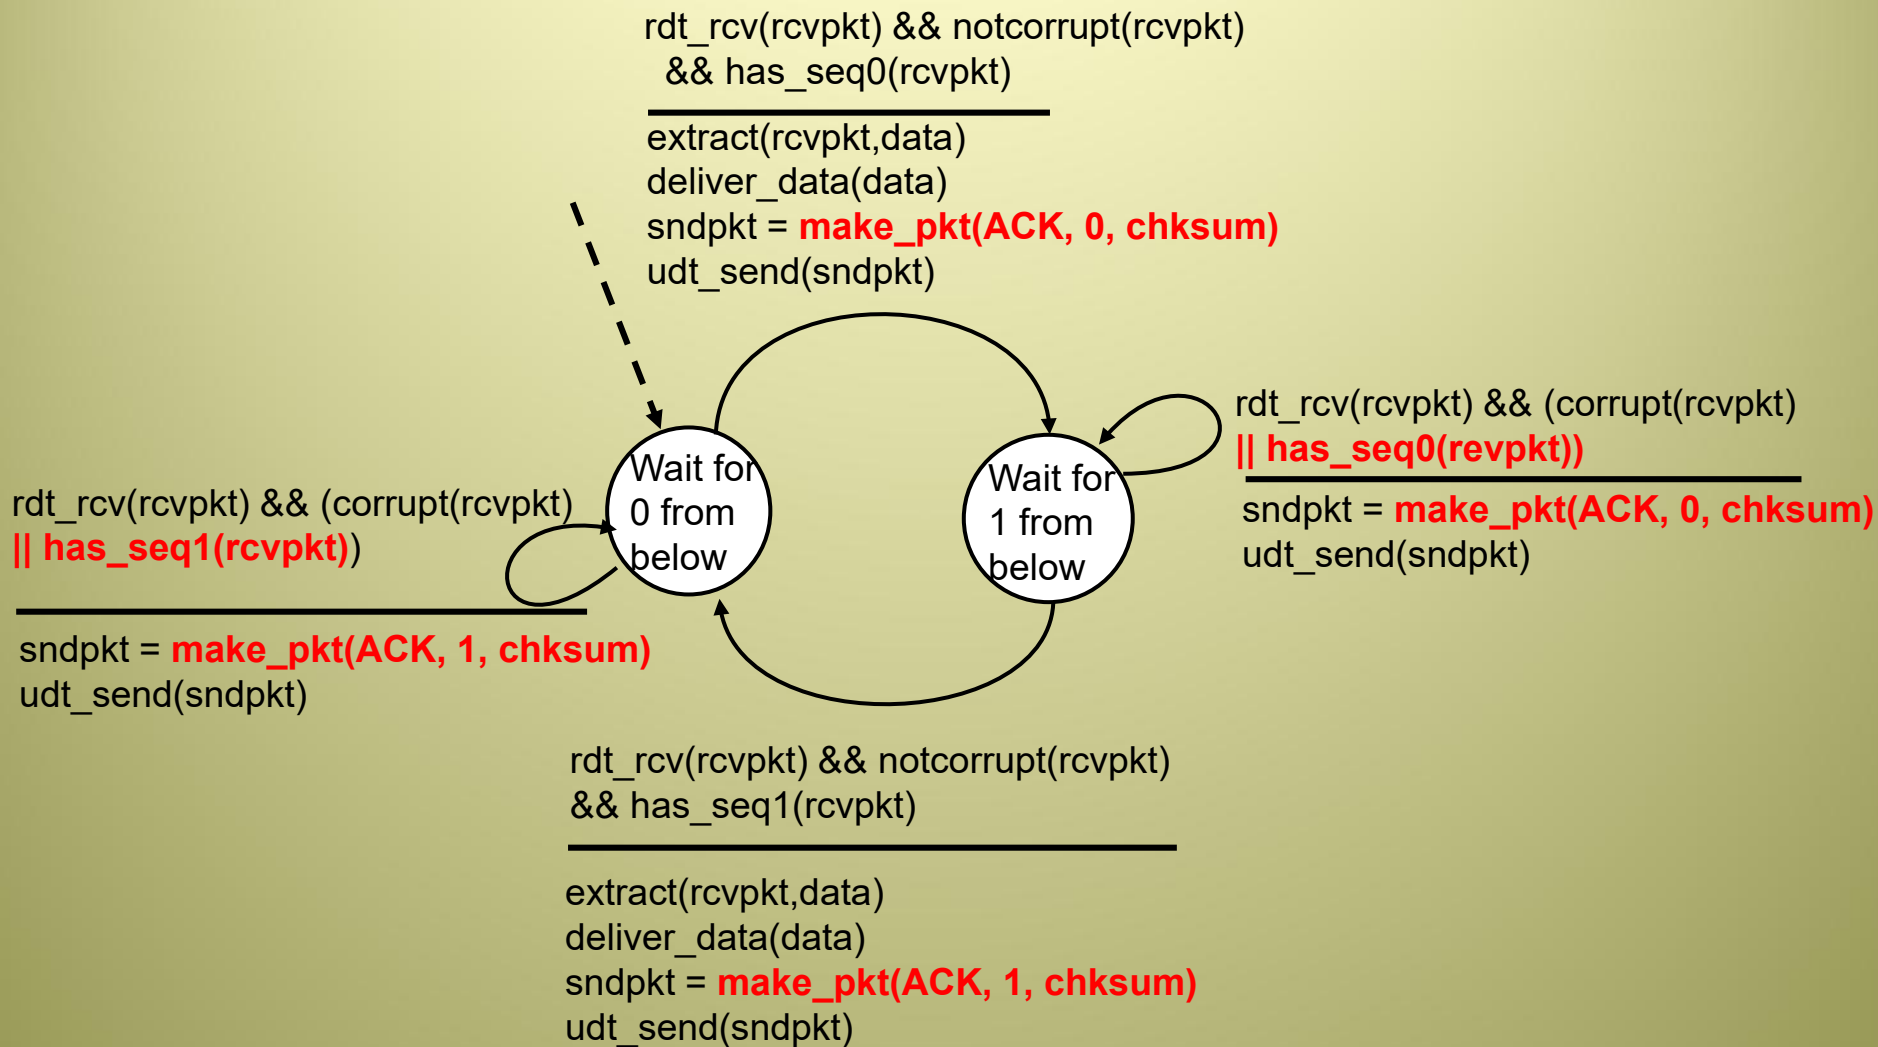 rdt_rcv(rcvpkt) && notcorrupt(rcvpkt)
&& has_seq0(rcvpkt)
extract(rcvpkt,data)
deliver_data(data)
sndpkt = make_pkt(ACK, 0, chksum)
udt_send(sndpkt)
Wait for
0 from
below
Wait for
1 from
below
rdt_rcv(rcvpkt) && (corrupt(rcvpkt)
|| has_seq0(revpkt))
sndpkt = make_pkt(ACK, 0, chksum)
udt_send(sndpkt)
rdt_rcv(rcvpkt) && (corrupt(rcvpkt)
|| has_seq1(rcvpkt))
sndpkt = make_pkt(ACK, 1, chksum)
udt_send(sndpkt)
rdt_rcv(rcvpkt) && notcorrupt(rcvpkt)
&& has_seq1(rcvpkt)
extract(rcvpkt,data)
deliver_data(data)
sndpkt = make_pkt(ACK, 1, chksum)
udt_send(sndpkt)